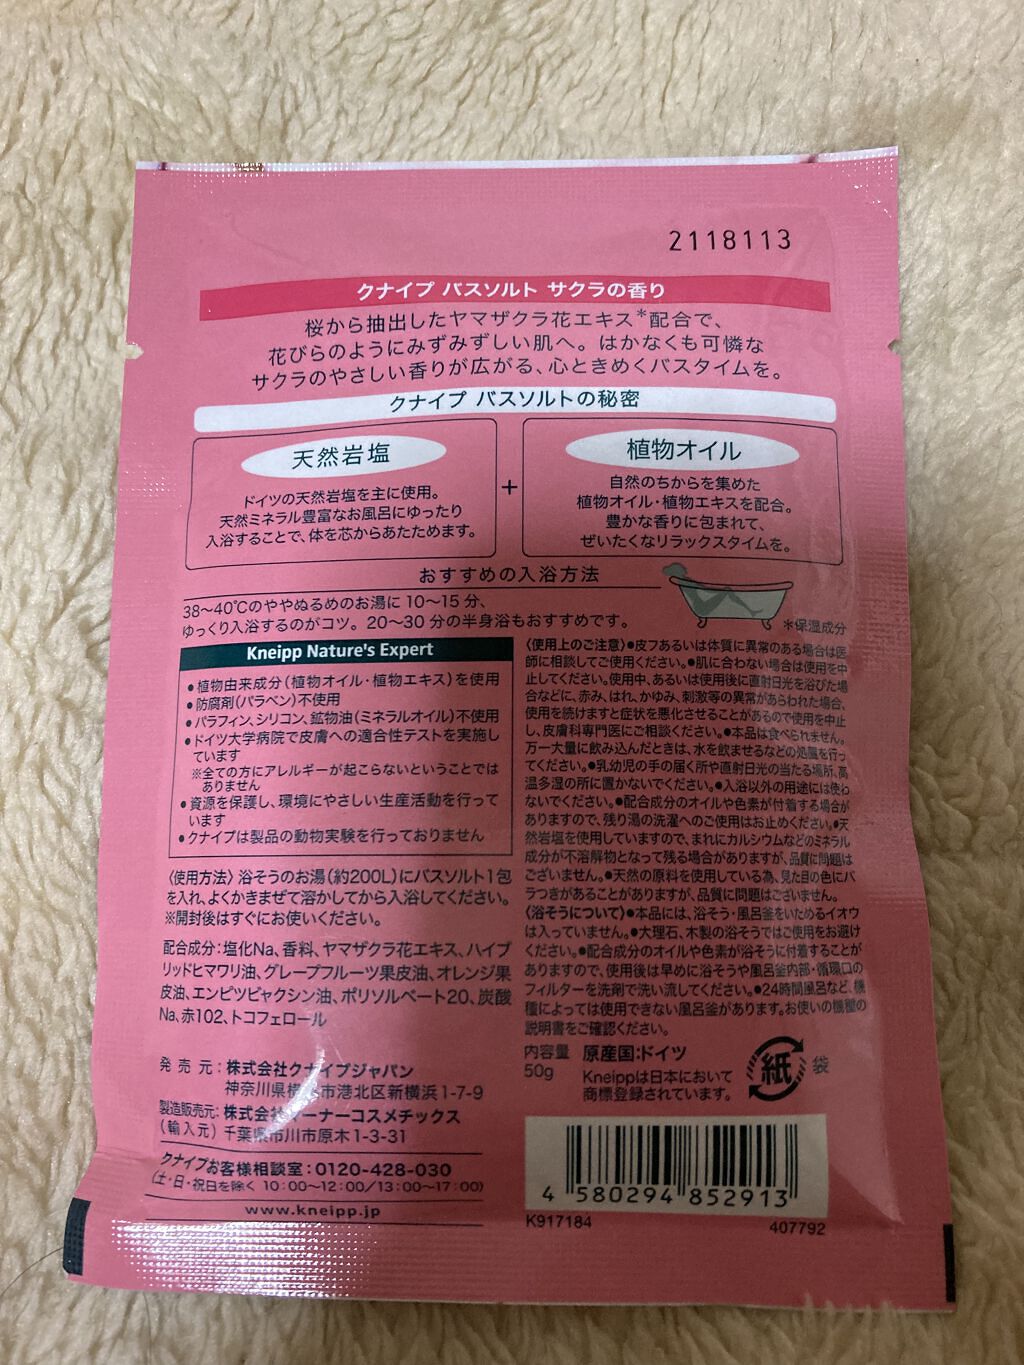 2118113
クナイプ バスソルト サクラの香り
桜から抽出したヤマザクラ花エキス*配合で、
花びらのようにみずみずしい肌へ。はかなくも可憐な
サクラのやさしい香りが広がる、心ときめくバスタイムを。
クナイプ バスソルトの秘密
天然岩塩
ドイツの天然岩塩を主に使用。
天然ミネラル豊富なお風呂にゆったり
入浴することで、体を芯からあたためます。
+
植物オイル
自然のちからを集めた
植物オイル・植物エキスを配合。
豊かな香りに包まれて、
ぜいたくなリラックスタイムを。
おすすめの入浴方法
38〜40℃のややぬるめのお湯に 10〜15 分、
ゆっくり入浴するのがコツ。20〜30 分の半身浴もおすすめです。
*保湿成分
Kneipp Nature's Expert
●植物由来成分(植物オイル・植物エキス)を使用
●防腐剤(パラベン)不使用
●パラフィン、シリコン、鉱物油(ミネラルオイル)不使用
●ドイツ大学病院で皮膚への適合性テストを実施し
ています
※全ての方にアレルギーが起こらないということでは
ありません
●資源を保護し、環境にやさしい生産活動を行って
います
●クナイプは製品の動物実験を行っておりません
〈使用方法〉浴そうのお湯(約200L)にバスソルト1包
を入れ、よくかきまぜて溶かしてから入浴してください。
※開封後はすぐにお使いください。
配合成分:塩化Na、香料、ヤマザクラ花エキス、ハイブ
リッドヒマワリ油、グレープフルーツ果皮油、オレンジ果
皮油、エンピツビャクシン油、ポリソルベート20、炭酸
Na、赤102、トコフェロール
発 売 元:株式会社クナイプジャパン
神奈川県横 市港北区新横浜1-7-9
製造販売元:株式会 マーナーコスメチックス
(輸入元) 千葉県市川市原木1-3-31
クナイプお客様相談室:0120-428-030
(土・日・祝日を除く 10:00〜12:00/13:00〜17:00)
www.kneipp.jp
〈使用上のご注意〉●皮フあるいは体質に異常のある場合は医
師に相談してご使用ください。●肌に合わない場合は使用を中
止してください。使用中、あるいは使用後に直射日光を浴びた場
合などに、赤み、はれ、かゆみ、刺激等の異常があらわれた場合、
使用を続けますと症状を悪化させることがあるので使用を中止
し、皮膚科専門医にご相談ください。●本品は食べられません。
万一大量に飲み込んだときは、水を飲ませるなどの処置を行っ
てください。●乳幼児の手の届く所や直射日光の当たる場所、高
温多湿の所に置かないでください。●入浴以外の用途には使わ
ないでください。●配合成分のオイルや色素が付着する場合が
ありますので、残り湯の洗濯へのご使用はお止めください。●天
然岩塩を使用していますので、まれにカルシウムなどのミネラル
成分が不溶解物となって残る場合がありますが、品質に問題は
ございません。●天然の原料を使用している為、見た目の色にバ
ラつきがあることがありますが、品質に問題はございません。
〈浴そうについて〉●本品には、浴そう・風呂釜をいためるイオウ
は入っていません。●大理石、木製の浴そうではご使用をお避け
ください。●配合成分のオイルや色素が浴そうに付着することが
ありますので、使用後は早めに浴そうや風呂釜内部・循環口の
フィルターを洗剤で洗い流してください。●24時間風呂など、機
種によっては使用できない風呂釜があります。お使いの機種の
説明書をご確認ください。
内容量
50g
原産国:ドイツ
Kneippは日本において
商標登録されています。
紙
袋
4 580294 852913
K917184
407792